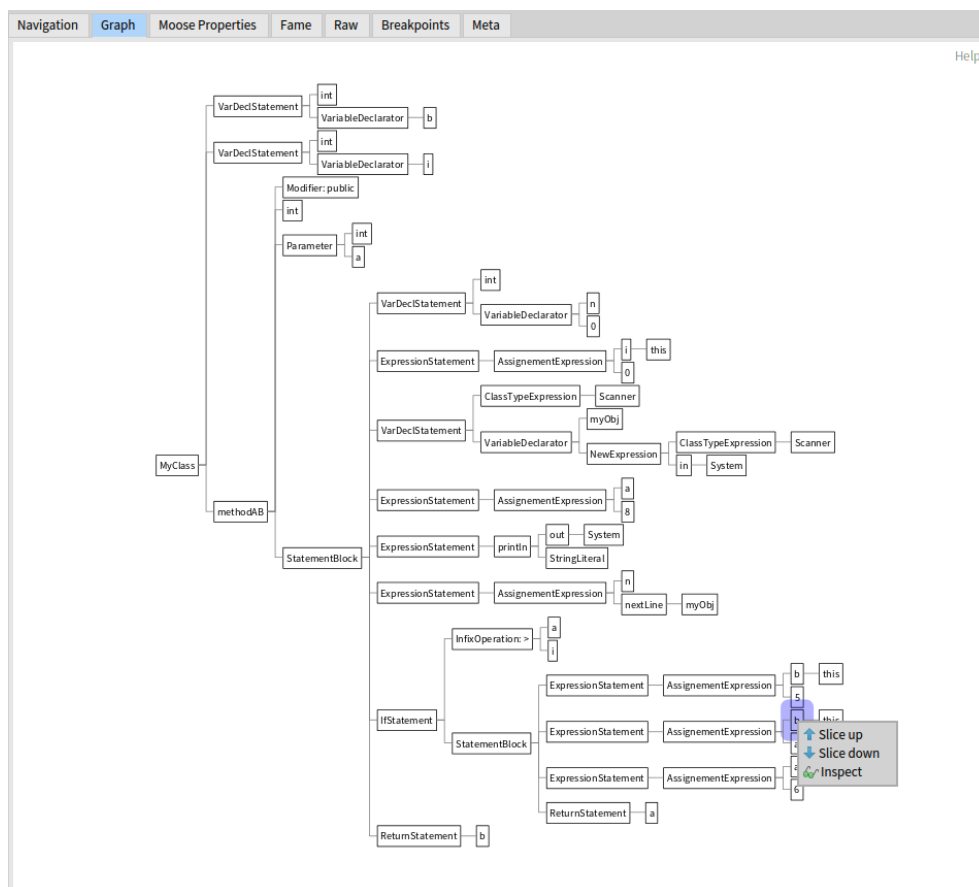 Navigation Graph Moose Properties Fame Raw Breakpoints Meta
Help
int
VarDeclStatement
VariableDeclarator b
int
VarDeclStatement
VariableDeclarator i
Modifier: public
int
int
Parameter
a
int
VarDeclStatement
n
VariableDeclarator
0
i this
ExpressionStatement AssignementExpression
0
ClassTypeExpression Scanner
myObj
VarDeclStatement
VariableDeclarator
ClassTypeExpression Scanner
NewExpression
MyClass
in System
a
ExpressionStatement AssignementExpression
methodAB
8
out System
ExpressionStatement println
StatementBlock
StringLiteral
n
ExpressionStatement AssignementExpression
nextLine myObj
a
InfixOperation: >
i
b this
ExpressionStatement AssignementExpression
5
IfStatement
b this
Slice up
ExpressionStatement AssignementExpression
StatementBlock
Slice down
a
Inspect
ExpressionStatement AssignementExpression
6
ReturnStatement a
ReturnStatement b